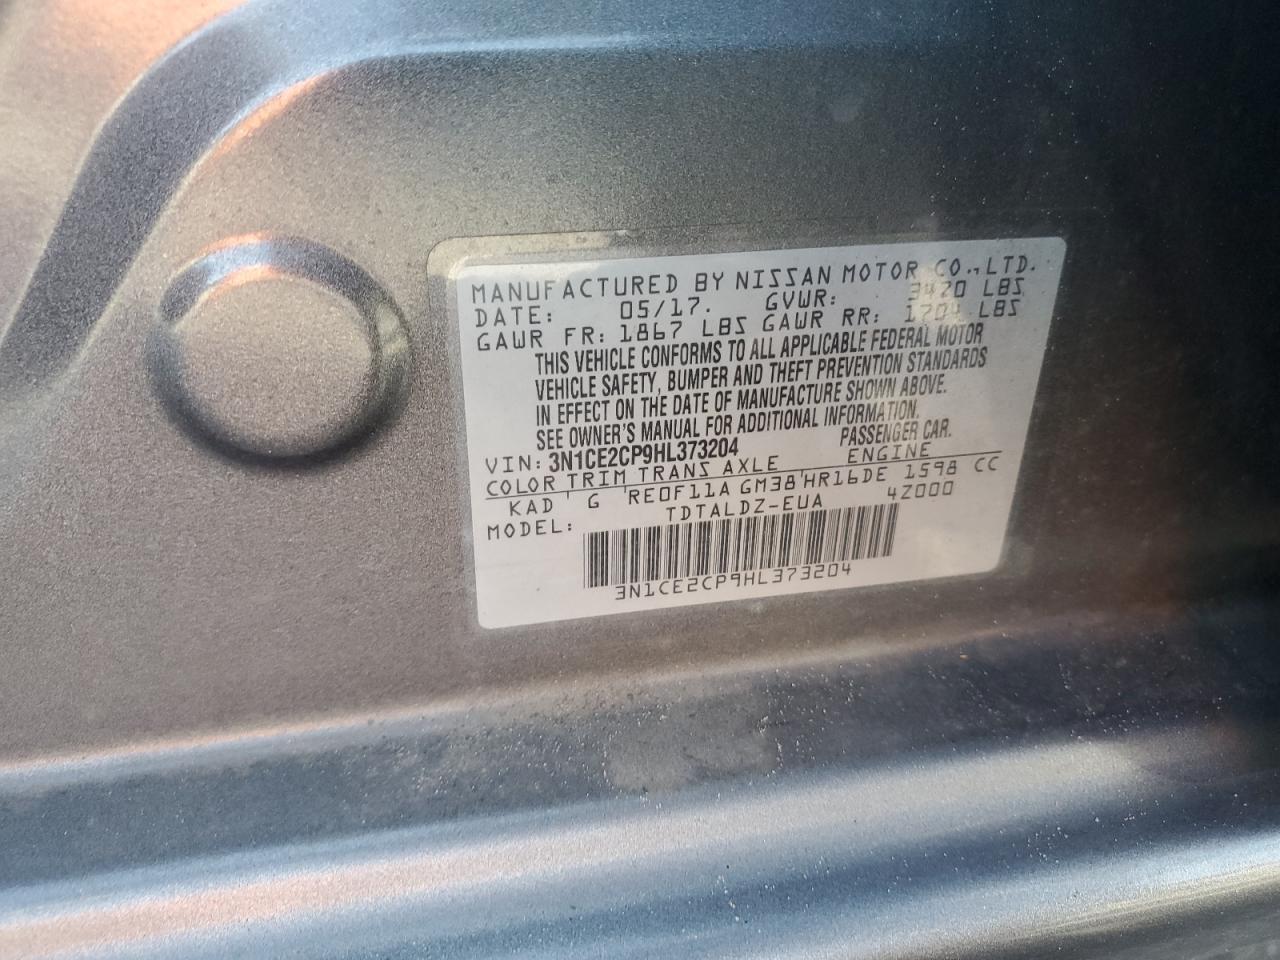 MANUFACTURED BY NISSAN MOTOR CO., LTD.
DATE: 05/17. GVWR: 3470 LBS
GAWR FR: 1867 LBS GAWR RR: 1704 LBS
THIS VEHICLE CONFORMS TO ALL APPLICABLE FEDERAL MOTOR
VEHICLE SAFETY, BUMPER AND THEFT PREVENTION STANDARDS
IN EFFECT ON THE DATE OF MANUFACTURE SHOWN ABOVE.
SEE OWNER'S MANUAL FOR ADDITIONAL INFORMATION.
VIN: 3N1CE2CP9HL373204 PASSENGER CAR.
COLOR TRIM TRANS AXLE ENGINE
KAD ' G 'RE0F11A GM38'HR16DE 1598 CC
MODEL: TDTALDZ-EUA 4Z000
3N1CE2CP9HL373204